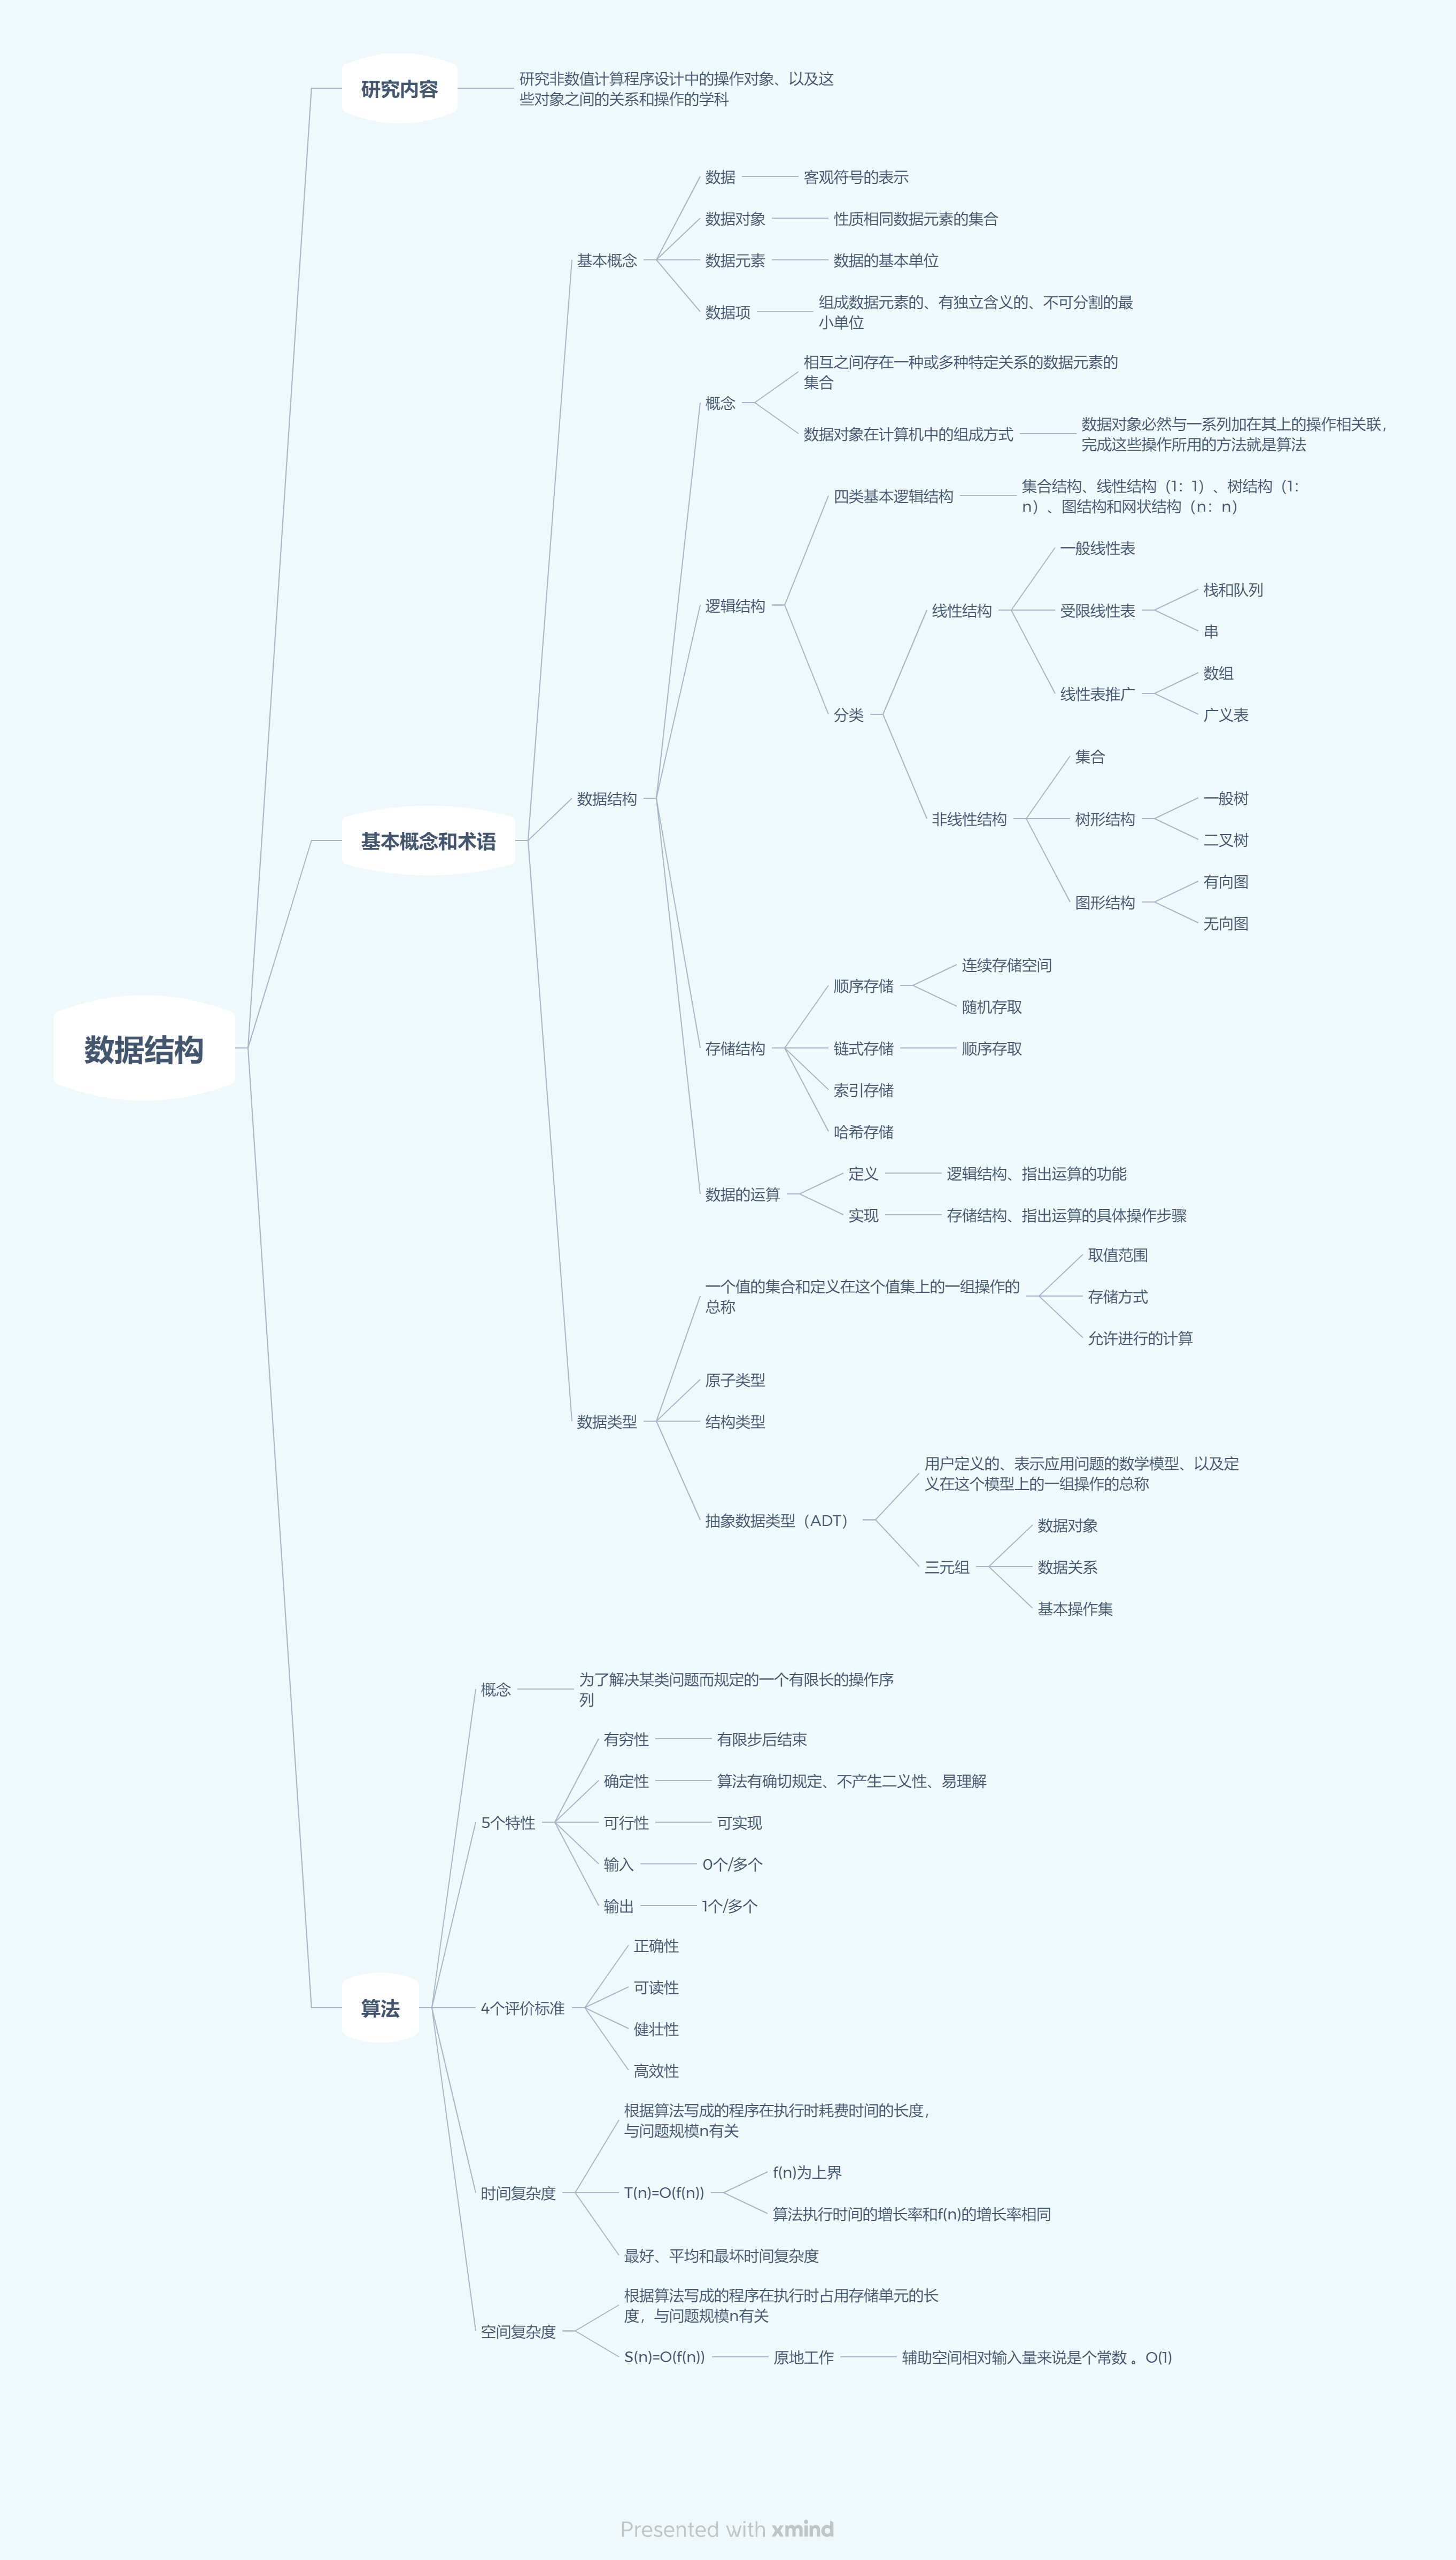 研究内容
研究非数值计算程序设计中的操作对象、以及这
些对象之间的关系和操作的学科
数据
客观符号的表示
数据对象
性质相同数据元素的集合
基本概念
数据元素
数据的基本单位
数据项
组成数据元素的、有独立含义的、不可分割的最
小单位
概念
相互之间存在一种或多种特定关系的数据元素的
集合
数据对象在计算机中的组成方式
数据对象必然与一系列加在其上的操作相关联，
完成这些操作所用的方法就是算法
四类基本逻辑结构
集合结构、线性结构（1：1）、树结构（1：
n）、图结构和网状结构（n：n）
逻辑结构
一般线性表
线性结构
受限线性表
栈和队列
串
线性表推广
数组
广义表
分类
集合
非线性结构
树形结构
一般树
二叉树
图形结构
有向图
无向图
数据结构
基本概念和术语
顺序存储
连续存储空间
随机存取
数据结构
存储结构
链式存储
顺序存取
索引存储
哈希存储
数据的运算
定义
逻辑结构、指出运算的功能
实现
存储结构、指出运算的具体操作步骤
一个值的集合和定义在这个值集上的一组操作的
总称
取值范围
存储方式
允许进行的计算
原子类型
数据类型
结构类型
抽象数据类型（ADT）
用户定义的、表示应用问题的数学模型、以及定
义在这个模型上的一组操作的总称
三元组
数据对象
数据关系
基本操作集
概念
为了解决某类问题而规定的一个有限长的操作序
列
有穷性
有限步后结束
确定性
算法有确切规定、不产生二义性、易理解
5个特性
可行性
可实现
输入
0个/多个
输出
1个/多个
正确性
可读性
算法
4个评价标准
健壮性
高效性
根据算法写成的程序在执行时耗费时间的长度，
与问题规模n有关
时间复杂度
T(n)=O(f(n))
f(n)为上界
算法执行时间的增长率和f(n)的增长率相同
最好、平均和最坏时间复杂度
根据算法写成的程序在执行时占用存储单元的长
度，与问题规模n有关
空间复杂度
S(n)=O(f(n))
原地工作
辅助空间相对输入量来说是个常数 。O(1)
Presented with xmind